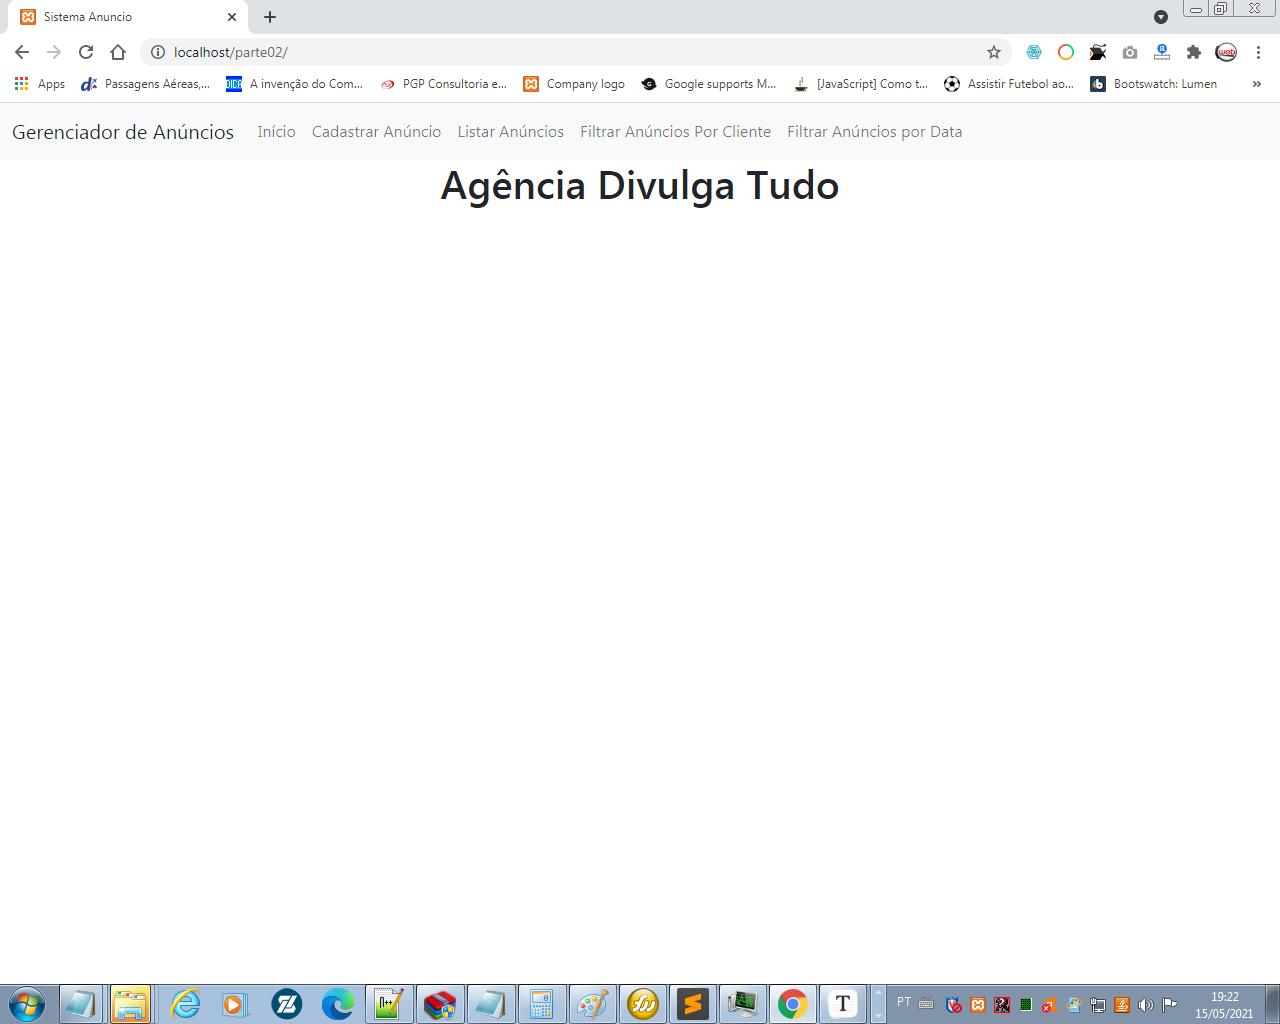 Sistema Anuncio
localhost/parte02/
Apps Passagens Aéreas,... DICA A invenção do Com... PGP Consultoria e... Company logo Google supports M... [JavaScript] Como t... Assistir Futebol ao... Bootswatch: Lumen »
Gerenciador de Anúncios Início Cadastrar Anúncio Listar Anúncios Filtrar Anúncios Por Cliente Filtrar Anúncios por Data
Agência Divulga Tudo
PT 19:22
15/05/2021